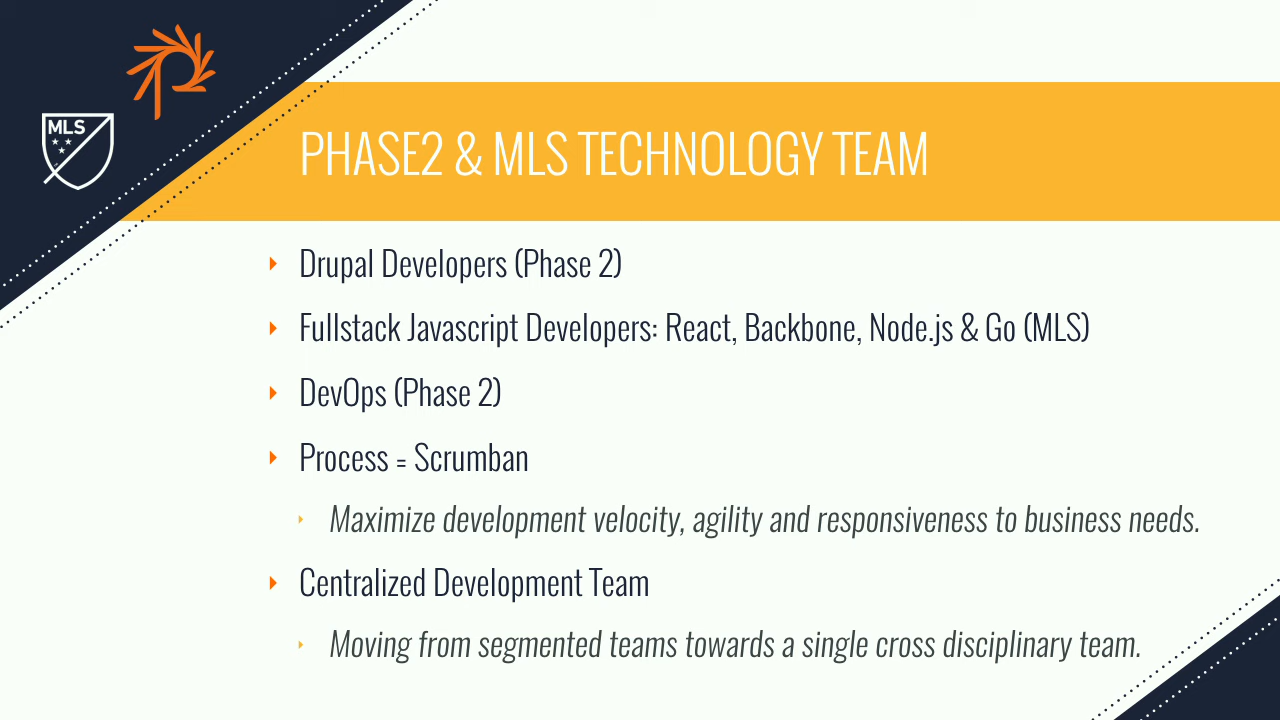 MLS
PHASE2 & MLS TECHNOLOGY TEAM
Drupal Developers (Phase 2)
Fullstack Javascript Developers: React, Backbone, Node.js & Go (MLS)
DevOps (Phase 2)
Process = Scrumban
Maximize development velocity, agility and responsiveness to business needs.
Centralized Development Team
Moving from segmented teams towards a single cross disciplinary team.